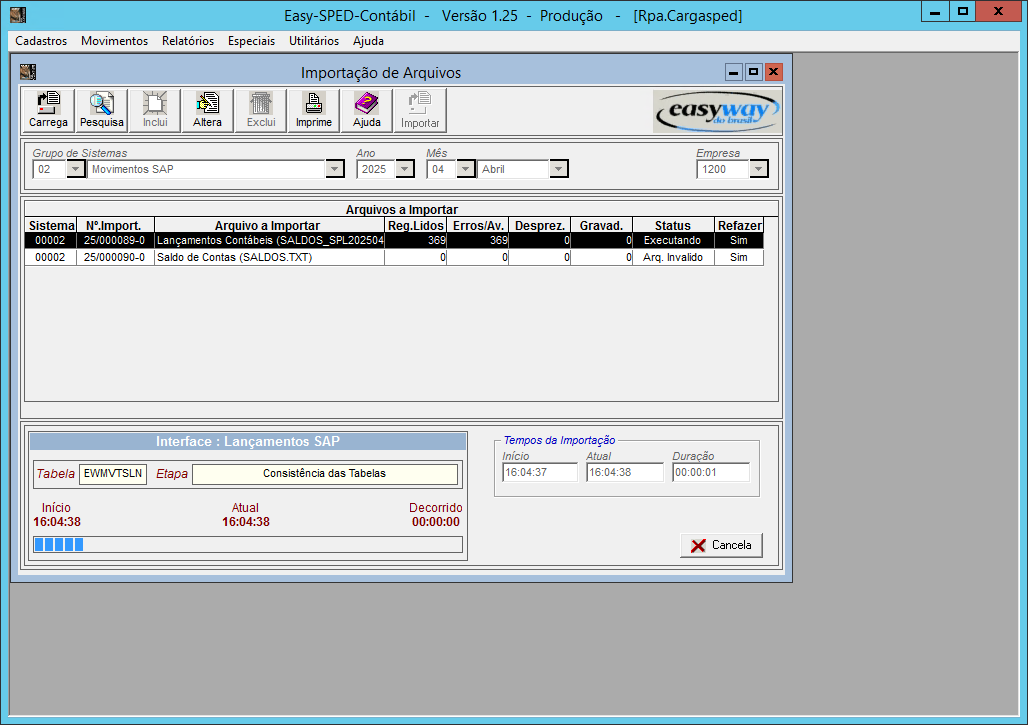 Easy-SPED-Contábil - Versão 1.25 - Produção - [Rpa.Cargasped]
Cadastros Movimentos Relatórios Especiais Utilitários Ajuda
Importação de Arquivos
Carrega Pesquisa Inclui Altera Exclui Imprime Ajuda Importar
easyway
do brasil
Grupo de Sistemas Ano Mês Empresa
02 Movimentos SAP 2025 04 Abril 1200
Arquivos a Importar
Sistema Nº.Import. Arquivo a Importar Reg.Lidos Erros/Av. Desprez. Gravad. Status Refazer
00002 25/000089-0 Lançamentos Contábeis (SALDOS_SPL202504 369 369 0 0 Executando Sim
00002 25/000090-0 Saldo de Contas (SALDOS.TXT) 0 0 0 0 Arq. Invalido Sim
Interface : Lançamentos SAP
Tabela EWMVTSLN Etapa Consistência das Tabelas
Início Atual Decorrido
16:04:38 16:04:38 00:00:00
Tempos da Importação
Início Atual Duração
16:04:37 16:04:38 00:00:01
Cancela